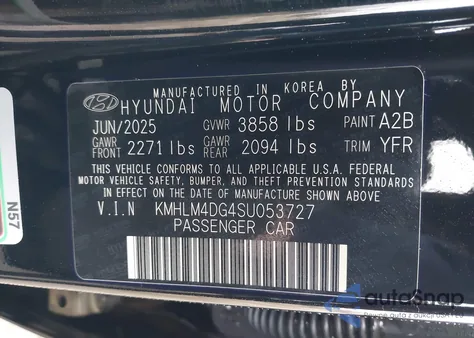 MANUFACTURED IN KOREA BY
HYUNDAI MOTOR COMPANY
JUN/2025 GVWR 3858 lbs PAINT A2B
GAWR FRONT 2271 lbs GAWR REAR 2094 lbs TRIM YFR
THIS VEHICLE CONFORMS TO ALL APPLICABLE U.S.A. FEDERAL
MOTOR VEHICLE SAFETY, BUMPER, AND THEFT PREVENTION STANDARDS
IN EFFECT ON THE DATE OF MANUFACTURE SHOWN ABOVE.
V.I.N KMHLM4DG4SU053727
PASSENGER CAR
N57
autoSnap